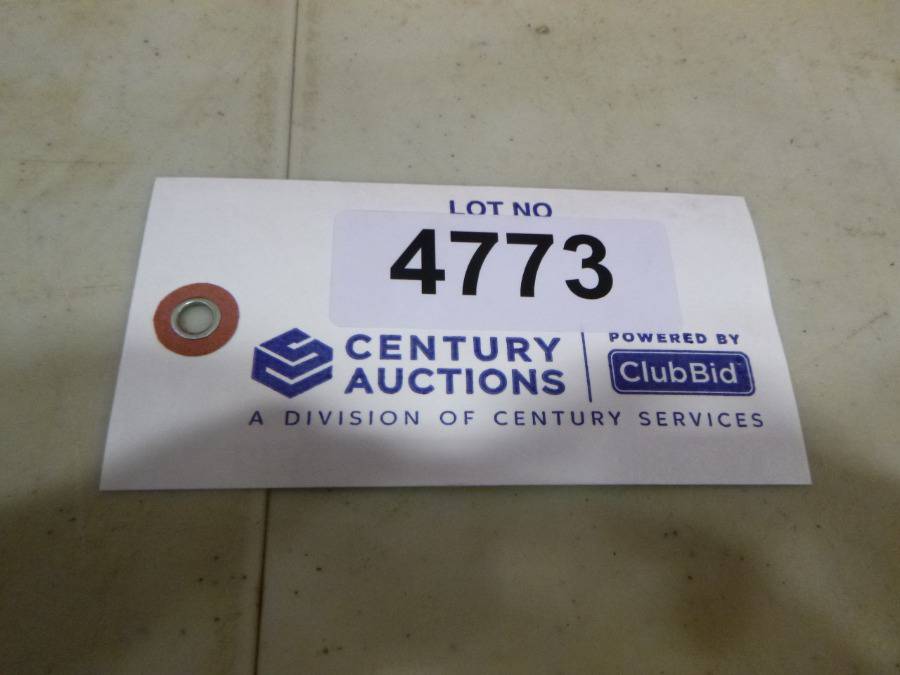 LOT NO
4773
CENTURY
AUCTIONS
POWERED BY
ClubBid
A DIVISION OF CENTURY SERVICES